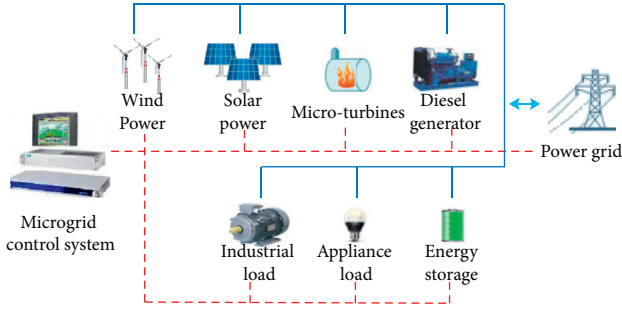 Wind
Power
Solar
power
Micro-turbines
Diesel
generator
Power grid
Microgrid
control system
Industrial
load
Appliance
load
Energy
storage